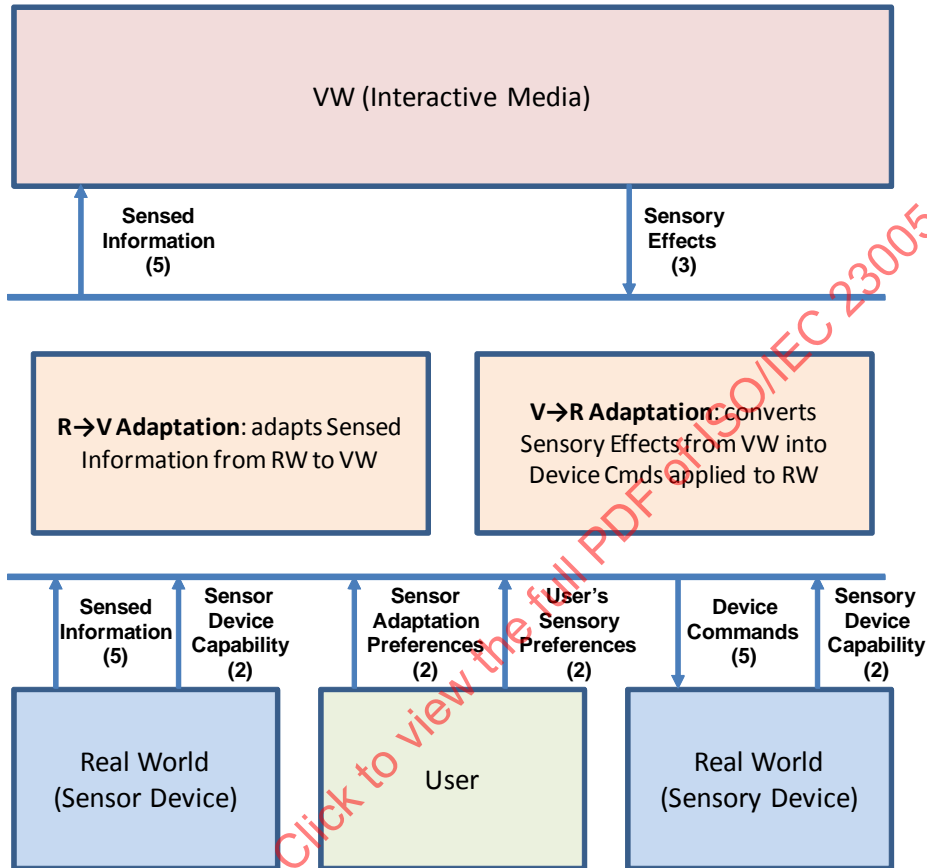 VW (Interactive Media)
Sensed
Information
(5)
Sensory
Effects
(3)
R→V Adaptation: adapts Sensed
Information from RW to VW
V→R Adaptation: converts
Sensory Effects from VW into
Device Cmds applied to RW
Sensed
Information
(5)
Sensor
Device
Capability
(2)
Sensor
Adaptation
Preferences
(2)
User's
Sensory
Preferences
(2)
Device
Commands
(5)
Sensory
Device
Capability
(2)
Real World
(Sensor Device)
User
Real World
(Sensory Device)
Click to view the full PDF of ISO/IEC 23005